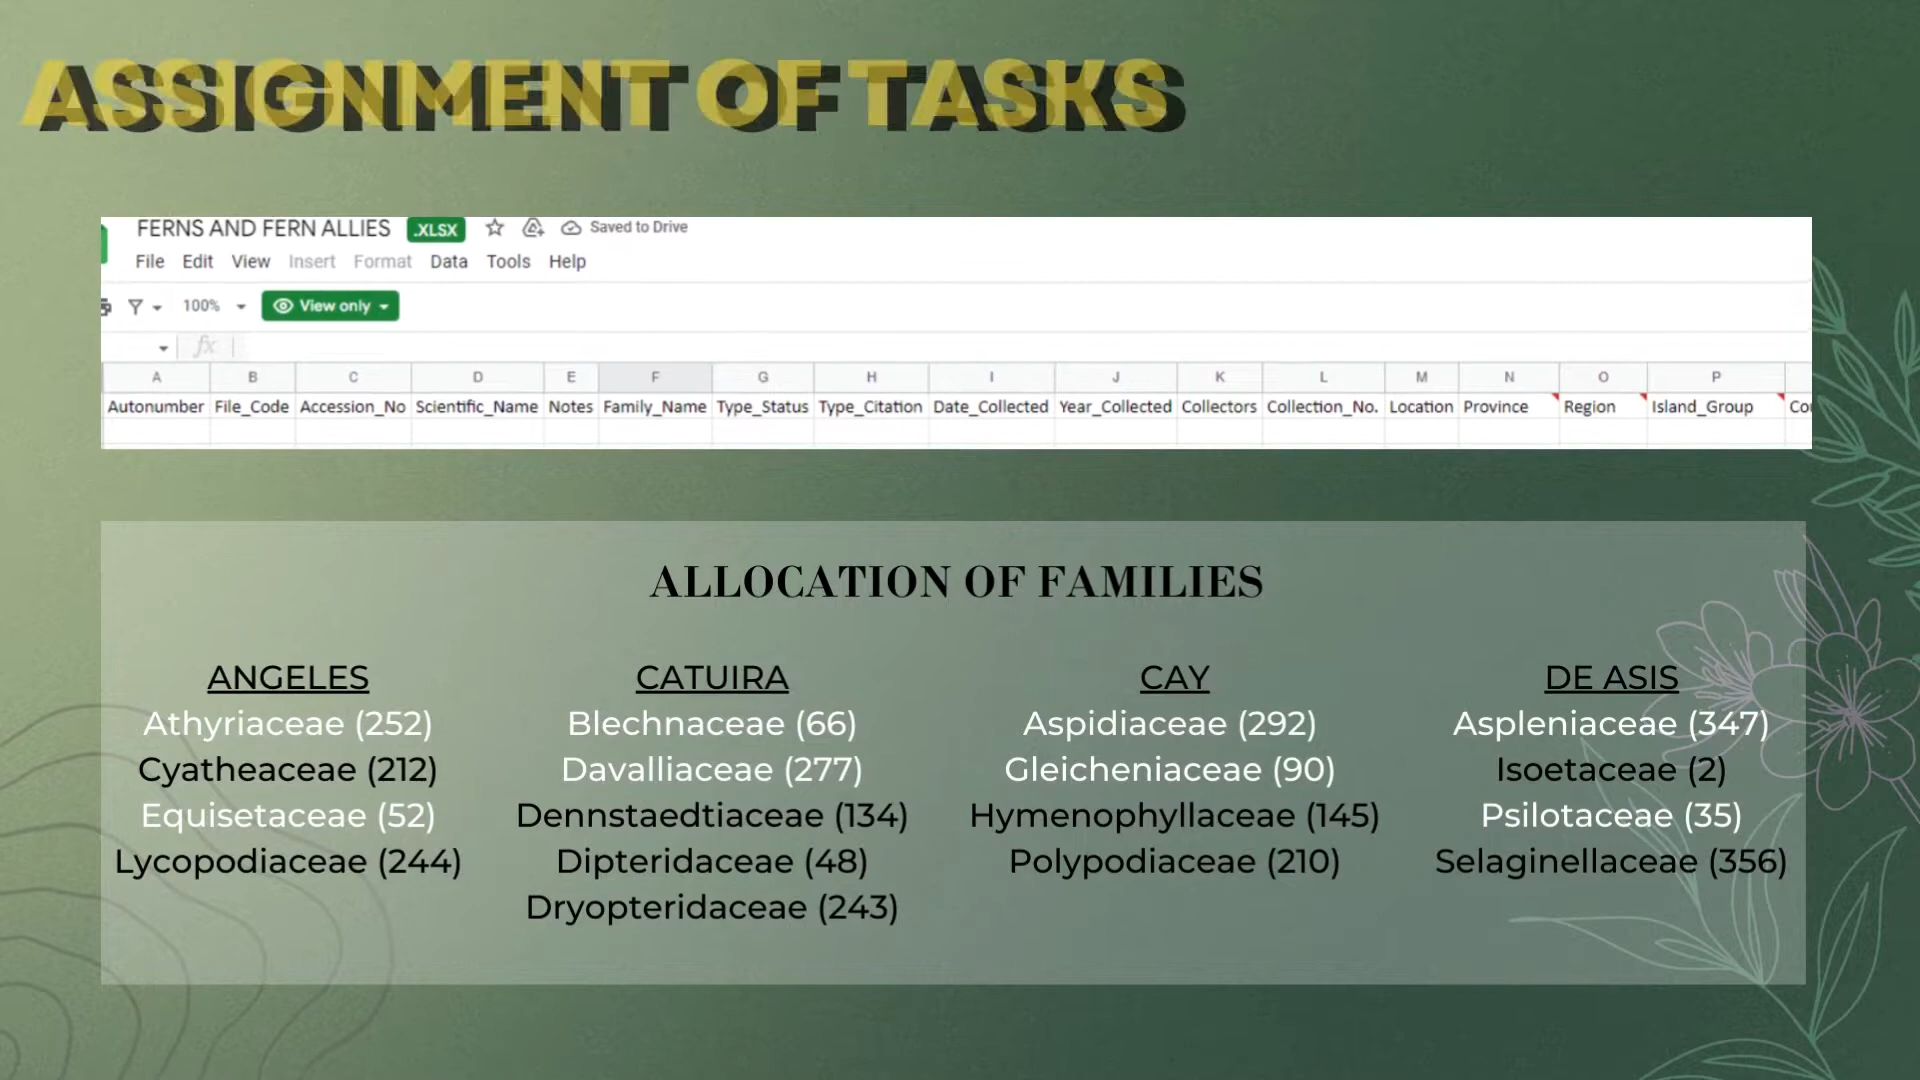 ASSIGNMENT OF TASKS
FERNS AND FERN ALLIES .XLSX Saved to Drive
File Edit View Insert Format Data Tools Help
100% View only
fx
A B C D E F G H I J K L M N O P
Autonumber File_Code Accession_No Scientific_Name Notes Family_Name Type_Status Type_Citation Date_Collected Year_Collected Collectors Collection_No. Location Province Region Island_Group
ALLOCATION OF FAMILIES
ANGELES
Athyriaceae (252)
Cyatheaceae (212)
Equisetaceae (52)
Lycopodiaceae (244)
CATUIRA
Blechnaceae (66)
Davalliaceae (277)
Dennstaedtiaceae (134)
Dipteridaceae (48)
Dryopteridaceae (243)
CAY
Aspidiaceae (292)
Gleicheniaceae (90)
Hymenophyllaceae (145)
Polypodiaceae (210)
DE ASIS
Aspleniaceae (347)
Isoetaceae (2)
Psilotaceae (35)
Selaginellaceae (356)